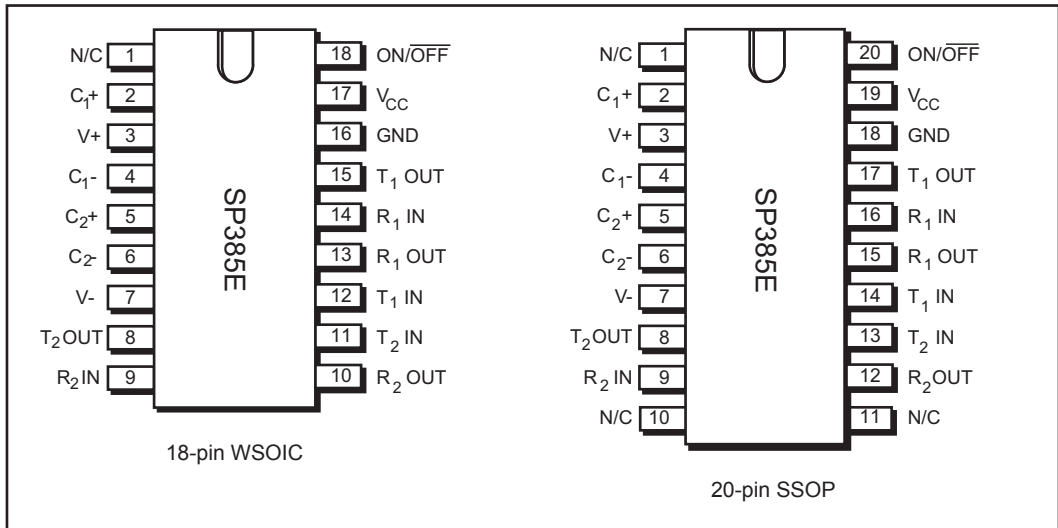 N/C 1 18 ON/O̅F̅F̅
C1+ 2 17 VCC
V+ 3 16 GND
C1- 4 15 T1 OUT
C2+ 5 14 R1 IN
C2- 6 13 R1 OUT
V- 7 12 T1 IN
T2OUT 8 11 T2 IN
R2IN 9 10 R2 OUT
SP385E
18-pin WSOIC
N/C 1 20 ON/O̅F̅F̅
C1+ 2 19 VCC
V+ 3 18 GND
C1- 4 17 T1 OUT
C2+ 5 16 R1 IN
C2- 6 15 R1 OUT
V- 7 14 T1 IN
T2OUT 8 13 T2 IN
R2 IN 9 12 R2OUT
N/C 10 11 N/C
SP385E
20-pin SSOP